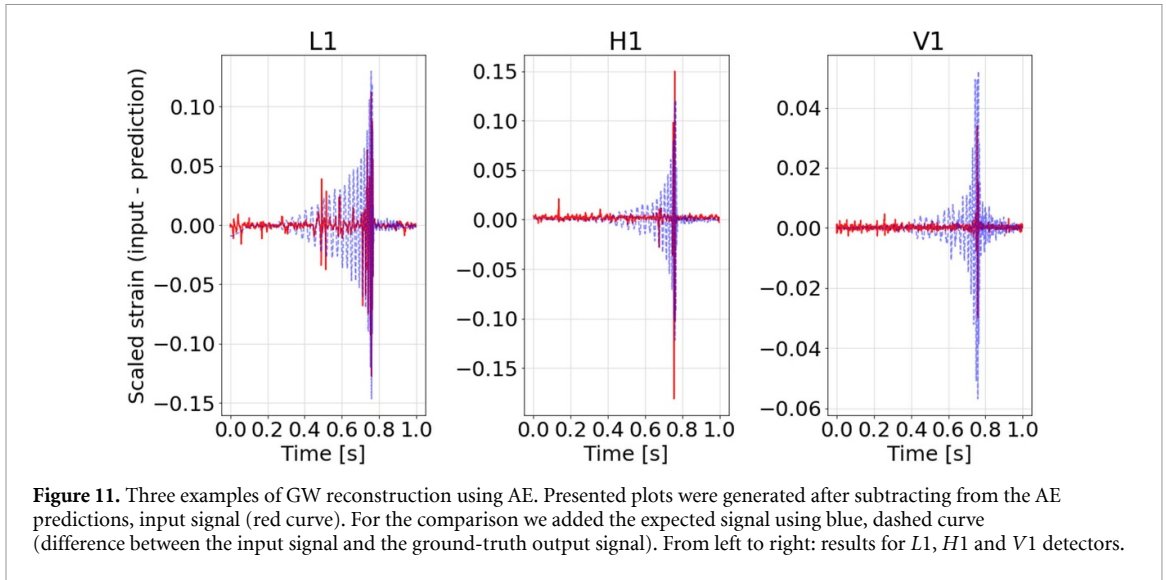 L1
H1
V1
Scaled strain (input - prediction)
0.10
0.05
0.00
−0.05
−0.10
−0.15
0.0 0.2 0.4 0.6 0.8 1.0
Time [s]
0.15
0.10
0.05
0.00
−0.05
−0.10
−0.15
0.0 0.2 0.4 0.6 0.8 1.0
Time [s]
0.04
0.02
0.00
−0.02
−0.04
−0.06
0.0 0.2 0.4 0.6 0.8 1.0
Time [s]
Figure 11. Three examples of GW reconstruction using AE. Presented plots were generated after subtracting from the AE
predictions, input signal (red curve). For the comparison we added the expected signal using blue, dashed curve
(difference between the input signal and the ground-truth output signal). From left to right: results for L1, H1 and V1 detectors.